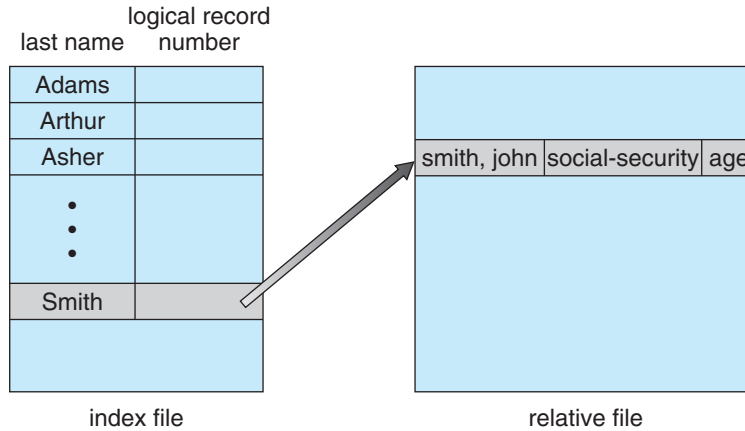 logical record
last name number
Adams
Arthur
Asher
smith, john social-security age
Smith
index file relative file